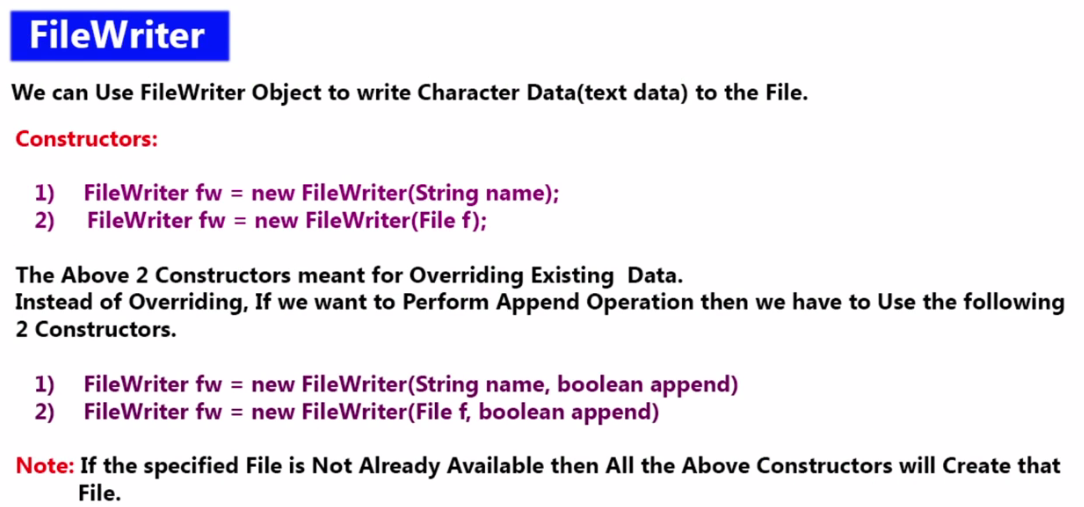 FileWriter
We can Use FileWriter Object to write Character Data(text data) to the File.
Constructors:
1) FileWriter fw = new FileWriter(String name);
2) FileWriter fw = new FileWriter(File f);
The Above 2 Constructors meant for Overriding Existing Data.
Instead of Overriding, If we want to Perform Append Operation then we have to Use the following
2 Constructors.
1) FileWriter fw = new FileWriter(String name, boolean append)
2) FileWriter fw = new FileWriter(File f, boolean append)
Note: If the specified File is Not Already Available then All the Above Constructors will Create that
File.